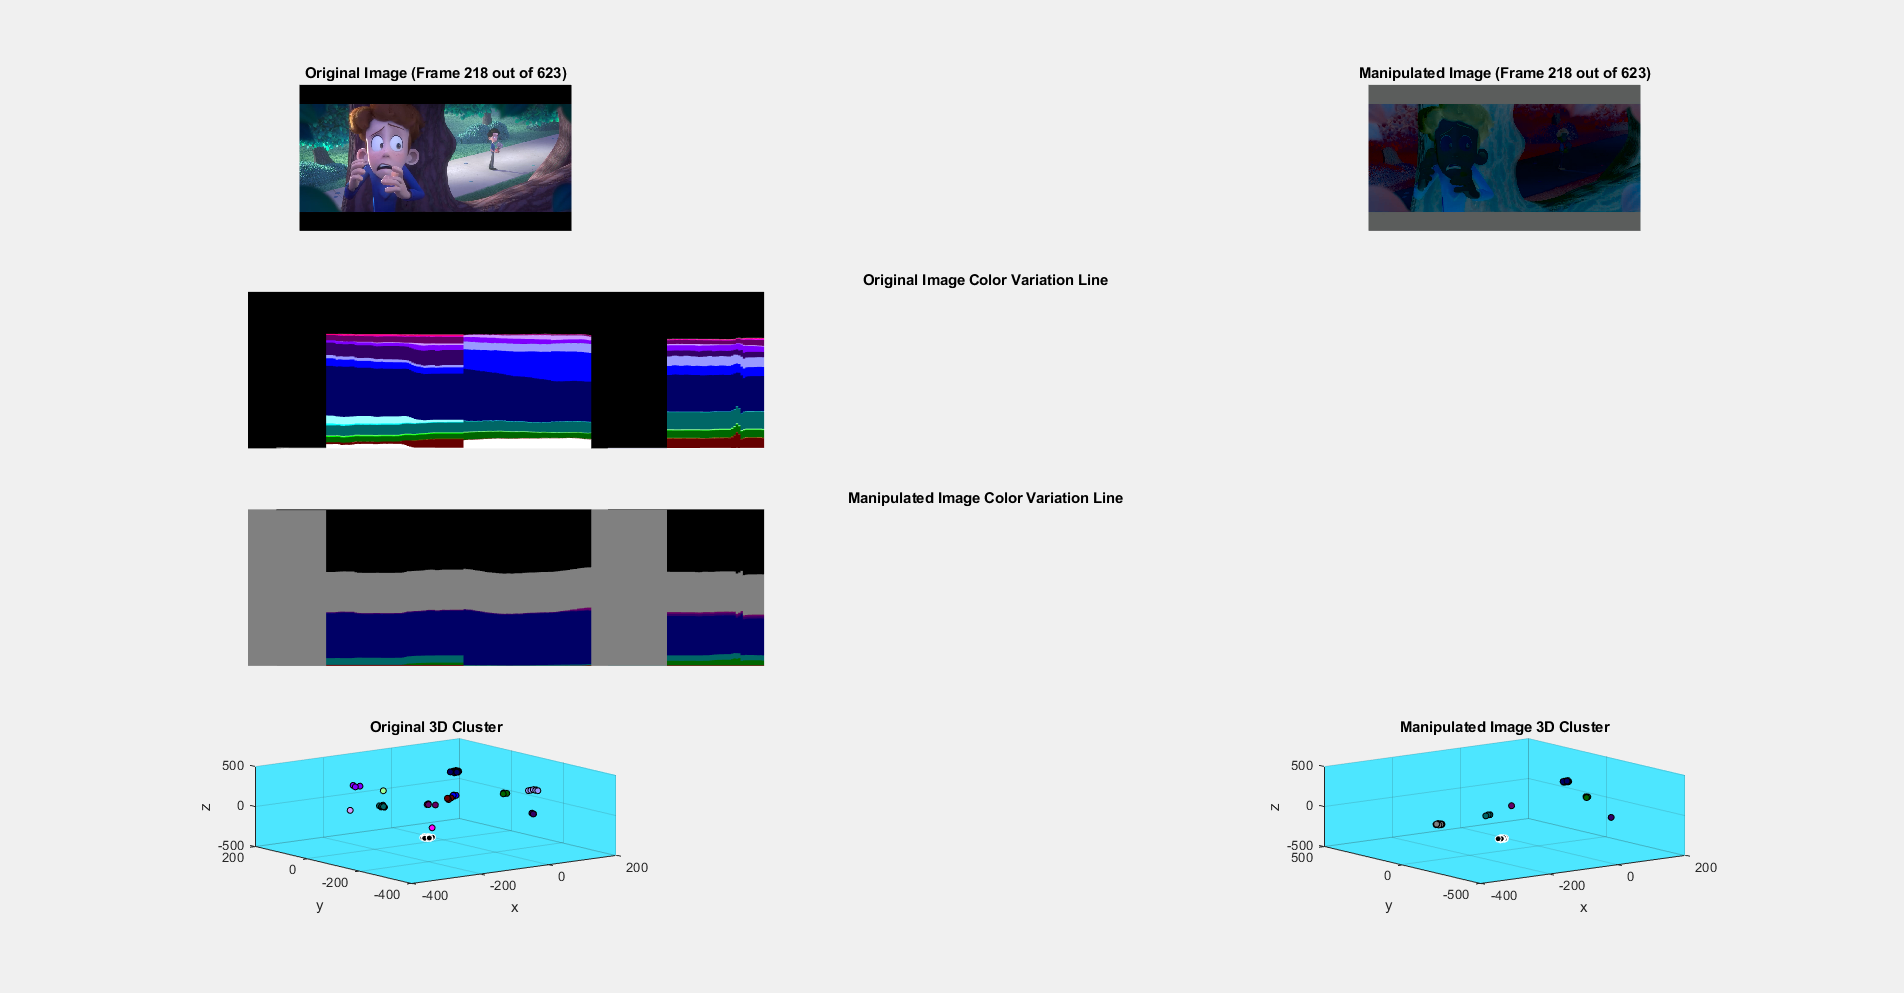 Original Image (Frame 218 out of 623)
Manipulated Image (Frame 218 out of 623)
Original Image Color Variation Line
Manipulated Image Color Variation Line
Original 3D Cluster
500
0
-500
z
200
0
-200
-400
y
-400
-200
0
200
x
Manipulated Image 3D Cluster
500
0
-500
z
500
0
-500
y
-400
-200
0
200
x